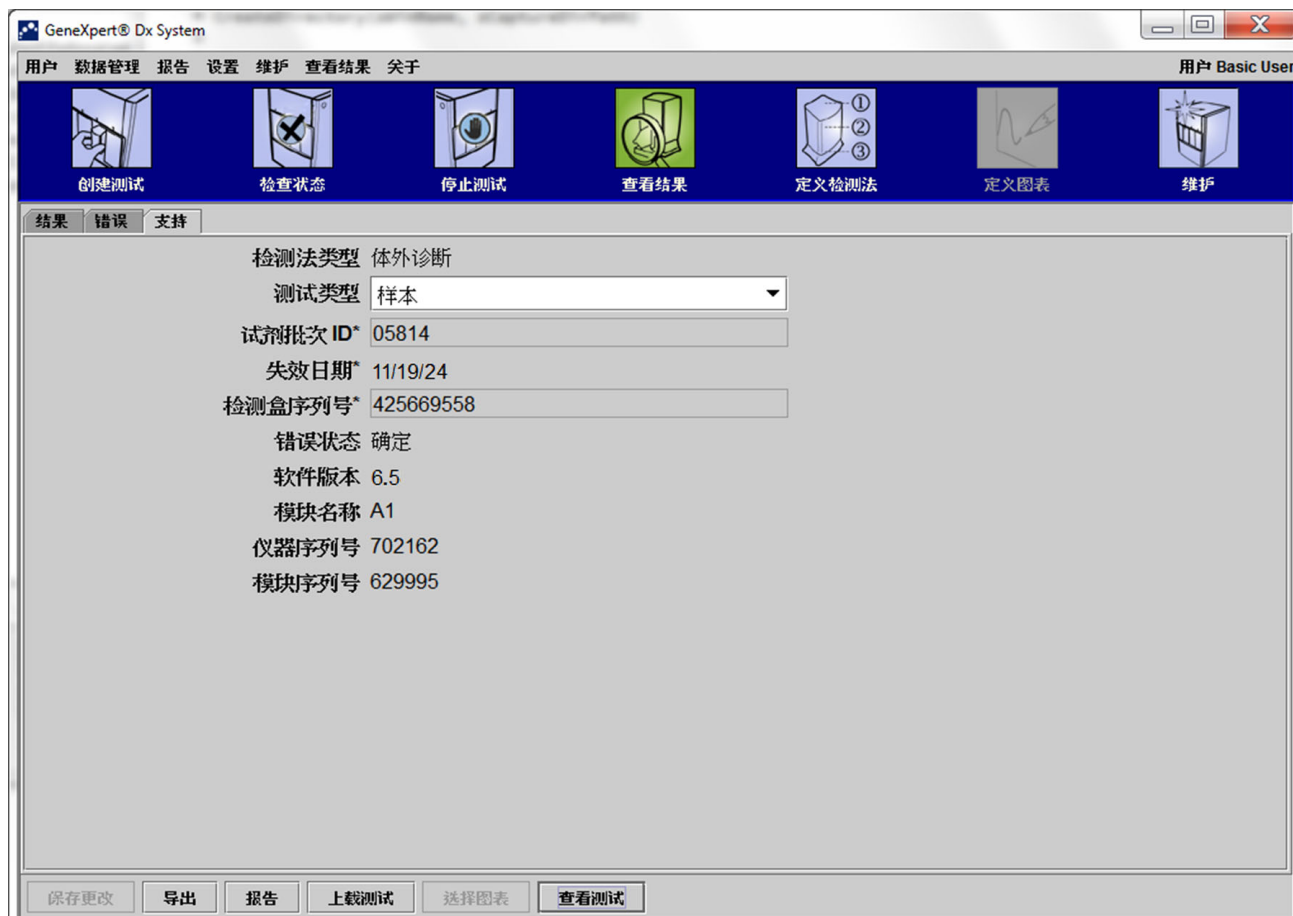 GeneXpert® Dx System
用户 数据管理 报告 设置 维护 查看结果 关于 用户 Basic User
① ② ③
创建测试 检查状态 停止测试 查看结果 定义检测法 定义图表 维护
结果 错误 支持
检测法类型 体外诊断
测试类型 样本
试剂批次 ID* 05814
失效日期* 11/19/24
检测盒序列号* 425669558
错误状态 确定
软件版本 6.5
模块名称 A1
仪器序列号 702162
模块序列号 629995
保存更改 导出 报告 上载测试 选择图表 查看测试